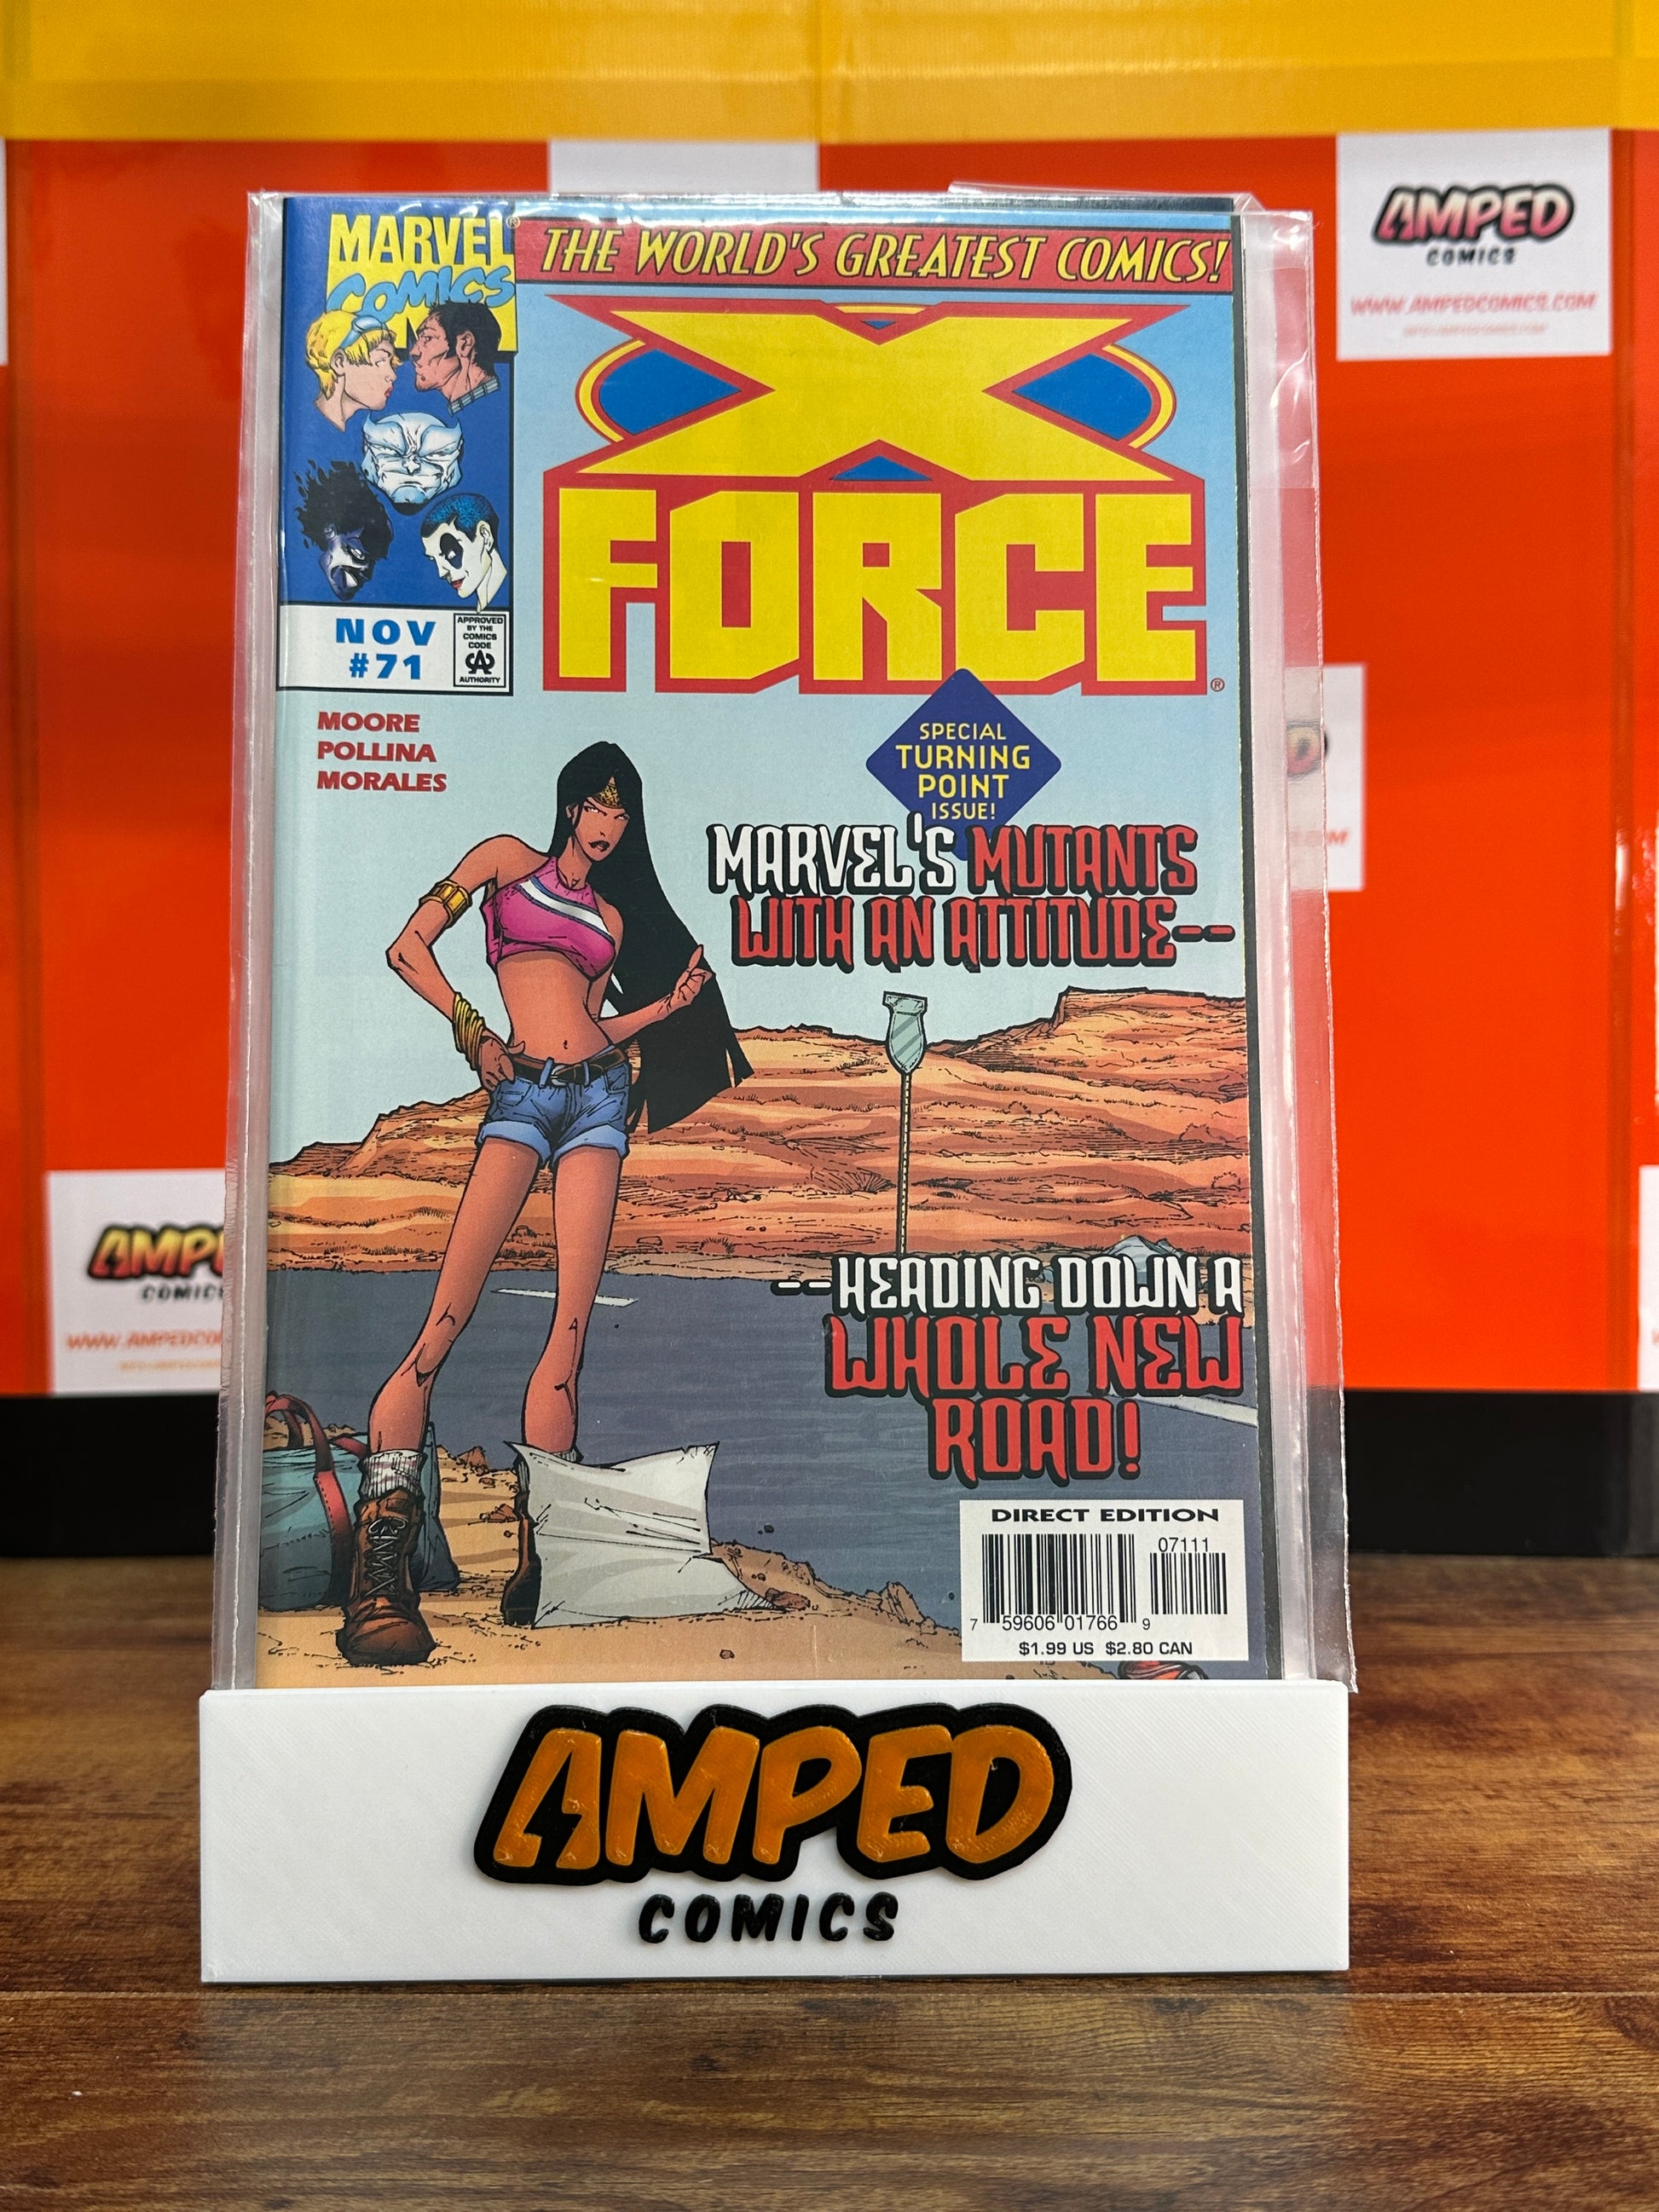 AMPED
COMICS
WWW.AMPEDCOMICS.COM
MARVEL®
COMICS
THE WORLD'S GREATEST COMICS!
X
FORCE®
NOV
#71
APPROVED
BY THE
COMICS
CODE
CA
AUTHORITY
MOORE
POLLINA
MORALES
SPECIAL
TURNING
POINT
ISSUE!
MARVEL'S MUTANTS
WITH AN ATTITUDE--
--HEADING DOWN A
WHOLE NEW
ROAD!
DIRECT EDITION
07111
7 59606 01766 9
$1.99 US $2.80 CAN
AMPED
COMICS